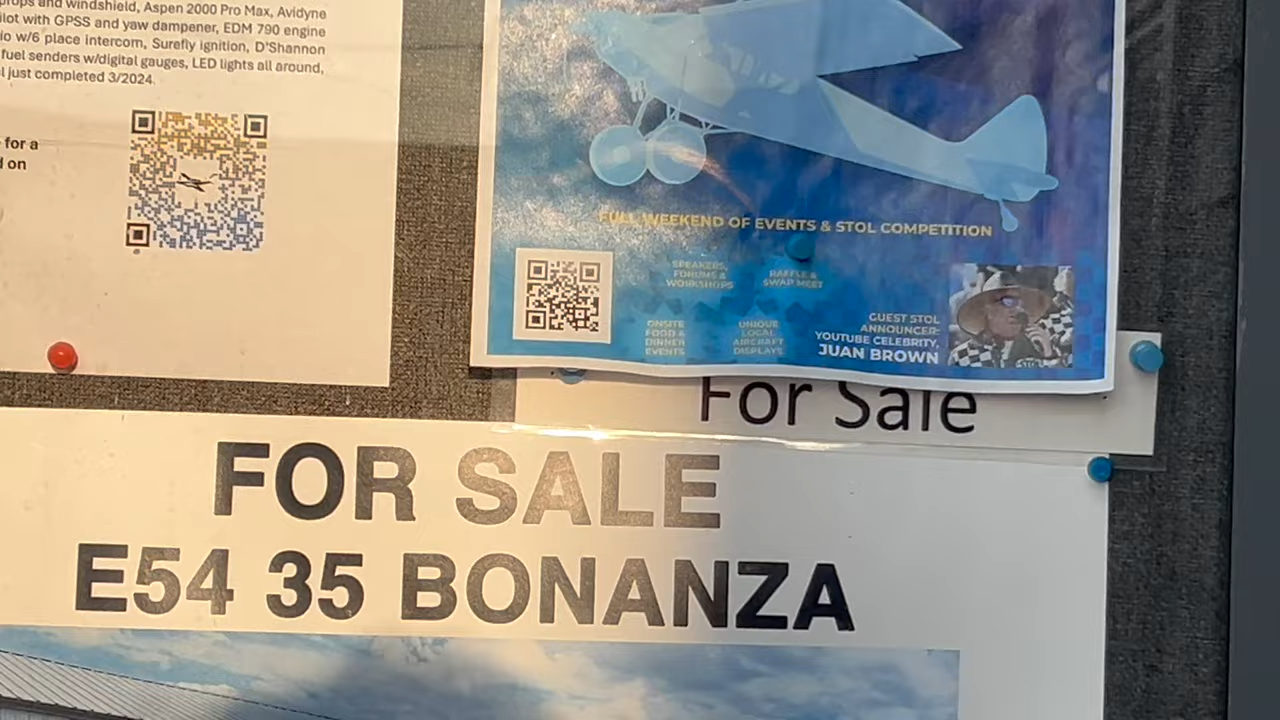 props and windshield, Aspen 2000 Pro Max, Avidyne
ilot with GPSS and yaw dampener, EDM 790 engine
io w/6 place intercom, Surefly ignition, D'Shannon
fuel senders w/digital gauges, LED lights all around,
l just completed 3/2024.
for a
d on
FULL WEEKEND OF EVENTS & STOL COMPETITION
SPEAKERS,
FORUMS &
WORKSHOPS
RAFFLE &
SWAP MEET
ONSITE
FOOD &
DINNER
EVENTS
UNIQUE
LOCAL
AIRCRAFT
DISPLAYS
GUEST STOL
ANNOUNCER:
YOUTUBE CELEBRITY,
JUAN BROWN
For Sale
FOR SALE
E54 35 BONANZA